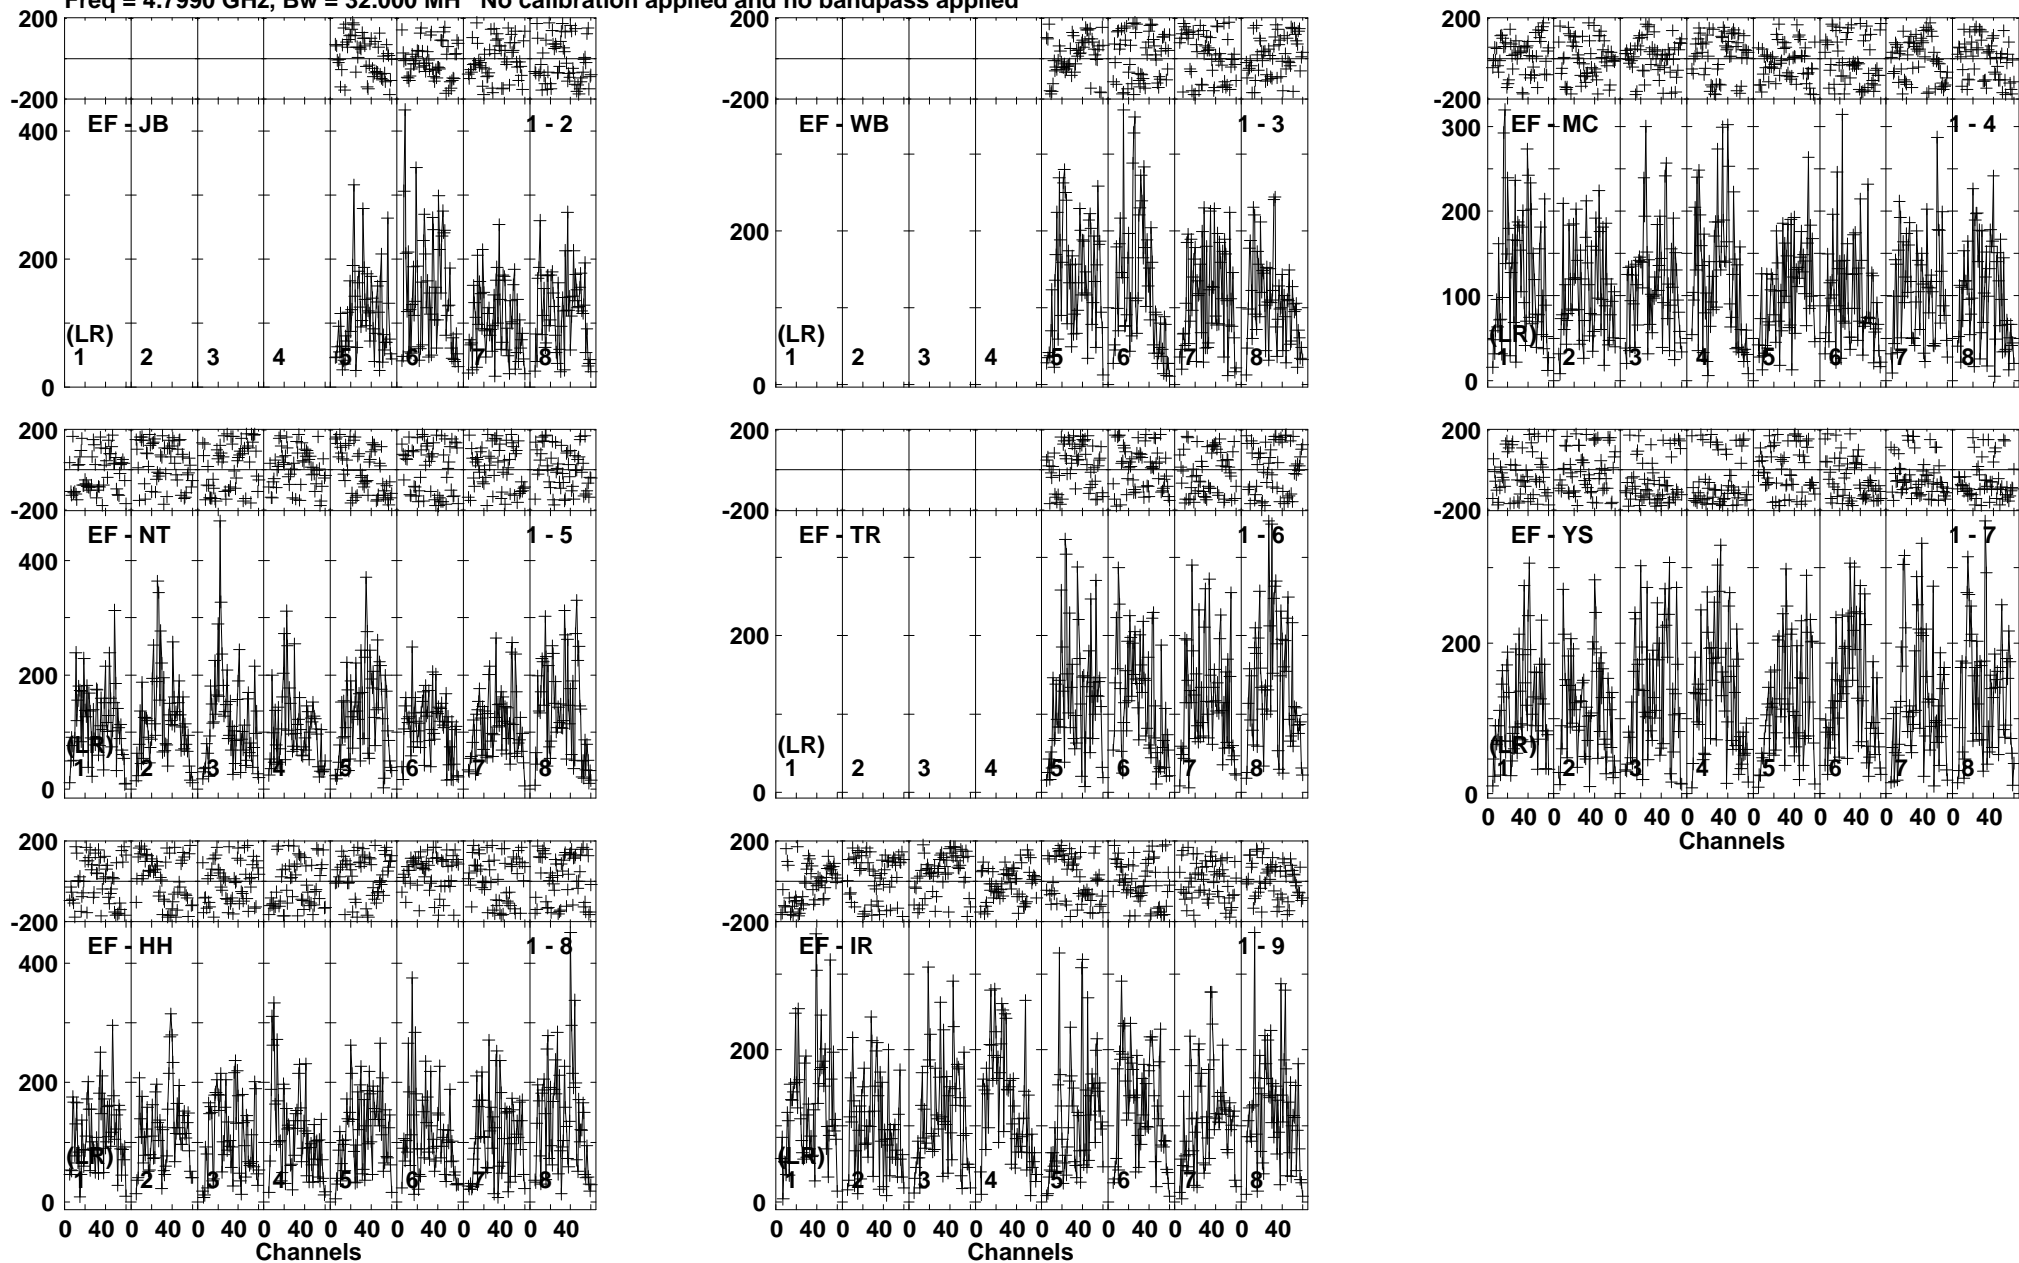 Freq = 4.7990 GHz, Bw = 32.000 MH No calibration applied and no bandpass applied
200
-200
EF - JB 1 - 2
400
200
0
(LR)
1 2 3 4 5 6 7 8
200
-200
EF - WB 1 - 3
200
0
(LR)
1 2 3 4 5 6 7 8
200
-200
EF - MC 1 - 4
300
200
100
0
(LR)
1 2 3 4 5 6 7 8
200
-200
EF - NT 1 - 5
400
200
0
(LR)
1 2 3 4 5 6 7 8
200
-200
EF - TR 1 - 6
200
0
(LR)
1 2 3 4 5 6 7 8
200
-200
EF - YS 1 - 7
200
0
(LR)
1 2 3 4 5 6 7 8
0 40 0 40 0 40 0 40 0 40 0 40 0 40 0 40
Channels
200
-200
EF - HH 1 - 8
400
200
0
(LR)
1 2 3 4 5 6 7 8
0 40 0 40 0 40 0 40 0 40 0 40 0 40 0 40
Channels
200
-200
EF - IR 1 - 9
200
0
(LR)
1 2 3 4 5 6 7 8
0 40 0 40 0 40 0 40 0 40 0 40 0 40 0 40
Channels